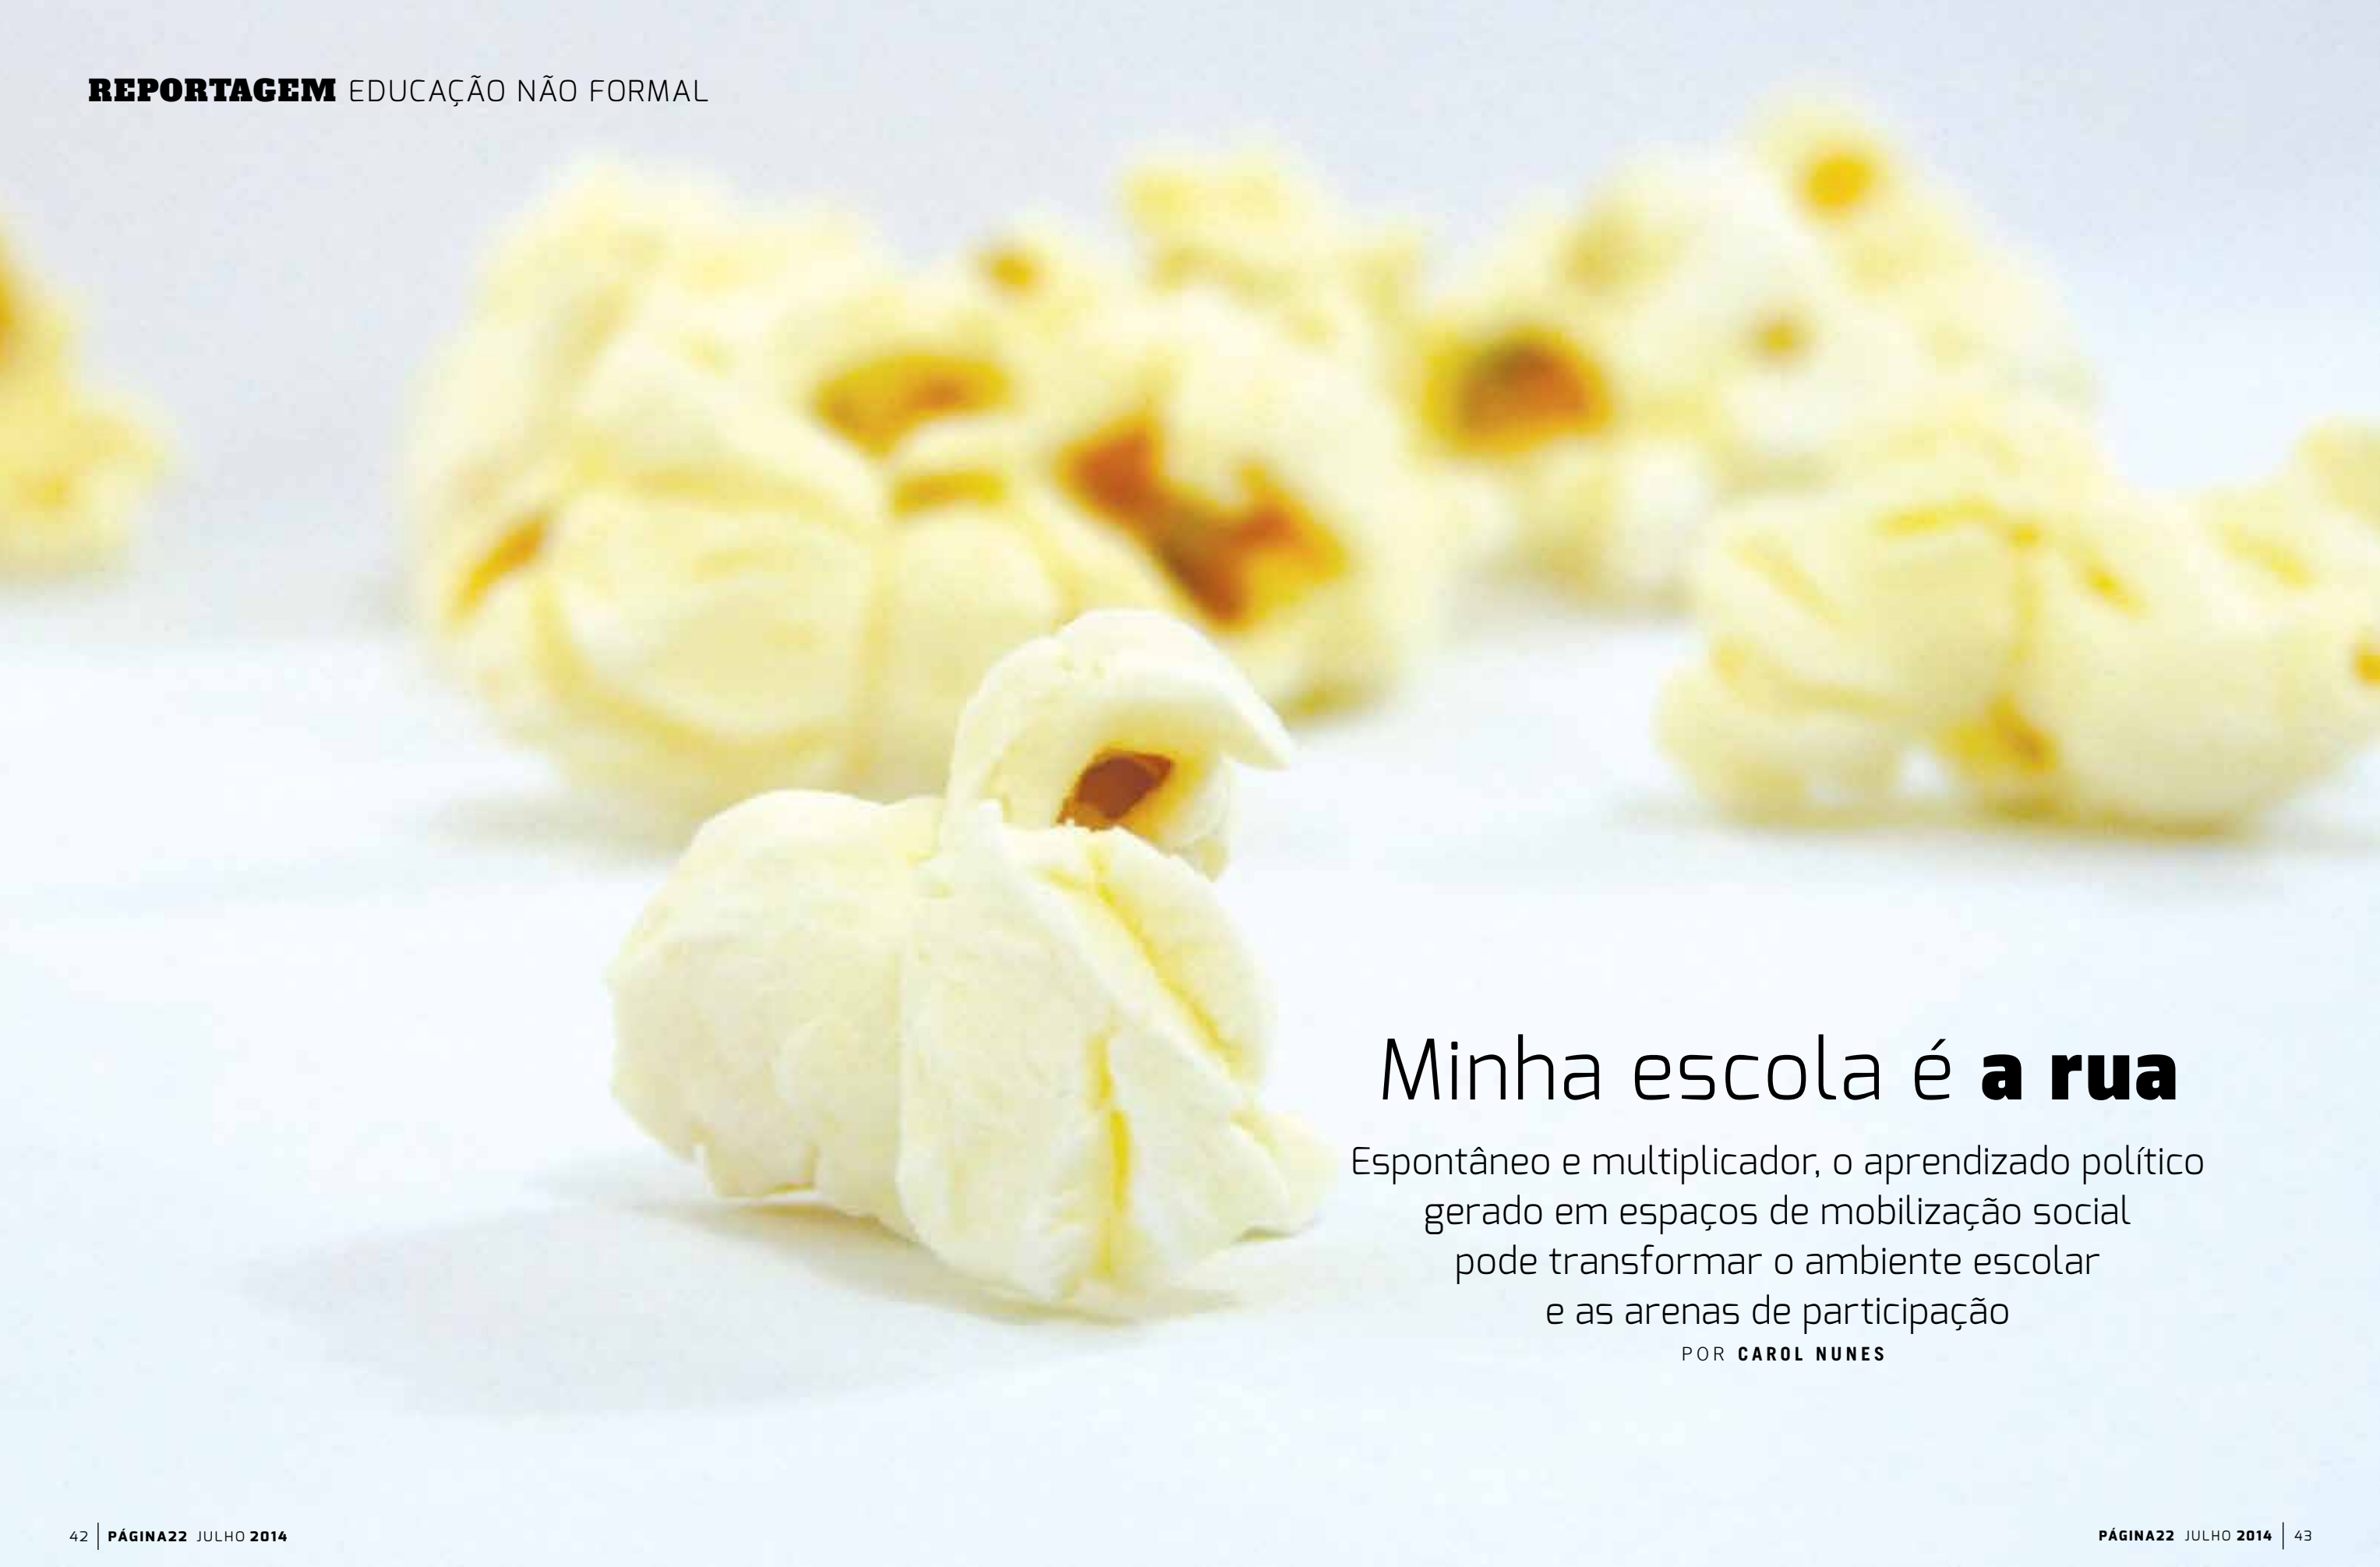 REPORTAGEM EDUCAÇÃO NÃO FORMAL
Minha escola é a rua
Espontâneo e multiplicador, o aprendizado político
gerado em espaços de mobilização social
pode transformar o ambiente escolar
e as arenas de participação
POR CAROL NUNES
42 PÁGINA22 JULHO 2014
PÁGINA22 JULHO 2014 43